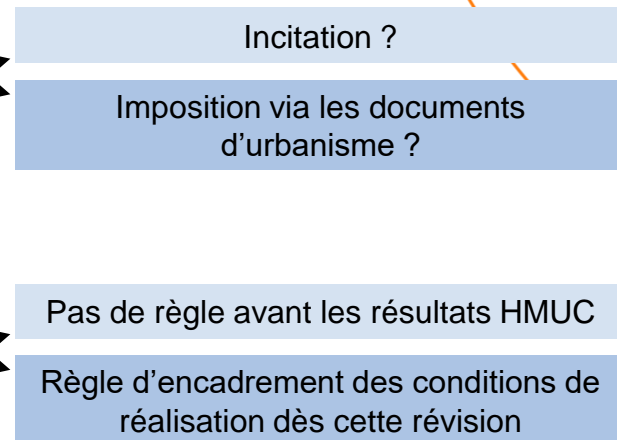 Incitation ?
Imposition via les documents
d’urbanisme ?
Pas de règle avant les résultats HMUC
Règle d’encadrement des conditions de
réalisation dès cette révision